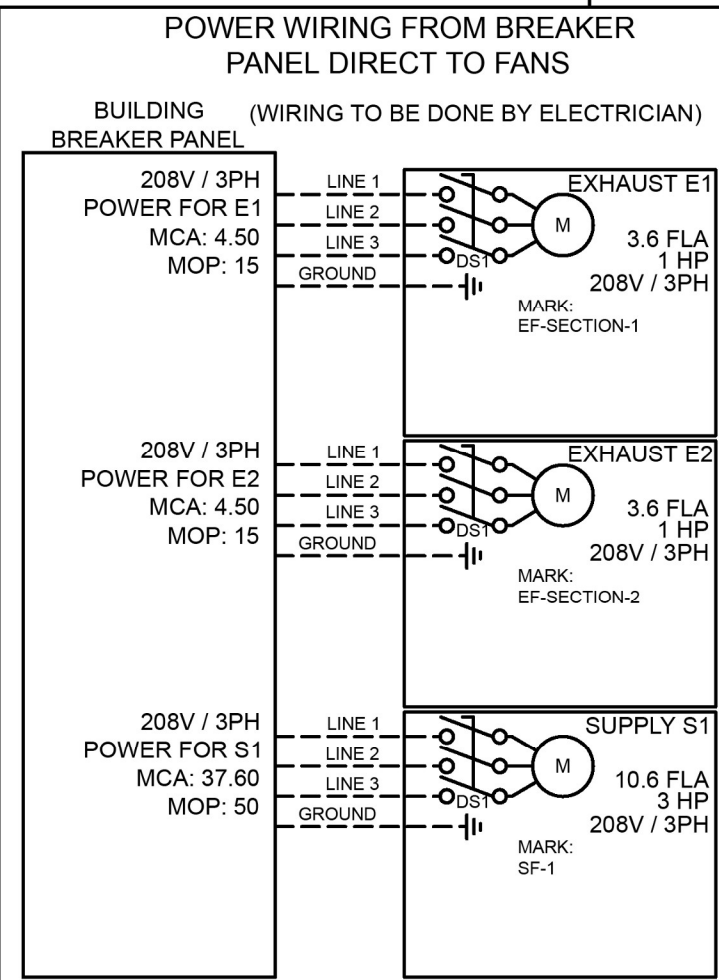 POWER WIRING FROM BREAKER
PANEL DIRECT TO FANS
BUILDING
BREAKER PANEL
(WIRING TO BE DONE BY ELECTRICIAN)
208V / 3PH
POWER FOR E1
MCA: 4.50
MOP: 15
LINE 1
LINE 2
LINE 3
GROUND
DS1
M
EXHAUST E1
3.6 FLA
1 HP
208V / 3PH
MARK:
EF-SECTION-1
208V / 3PH
POWER FOR E2
MCA: 4.50
MOP: 15
LINE 1
LINE 2
LINE 3
GROUND
DS1
M
EXHAUST E2
3.6 FLA
1 HP
208V / 3PH
MARK:
EF-SECTION-2
208V / 3PH
POWER FOR S1
MCA: 37.60
MOP: 50
LINE 1
LINE 2
LINE 3
GROUND
DS1
M
SUPPLY S1
10.6 FLA
3 HP
208V / 3PH
MARK:
SF-1